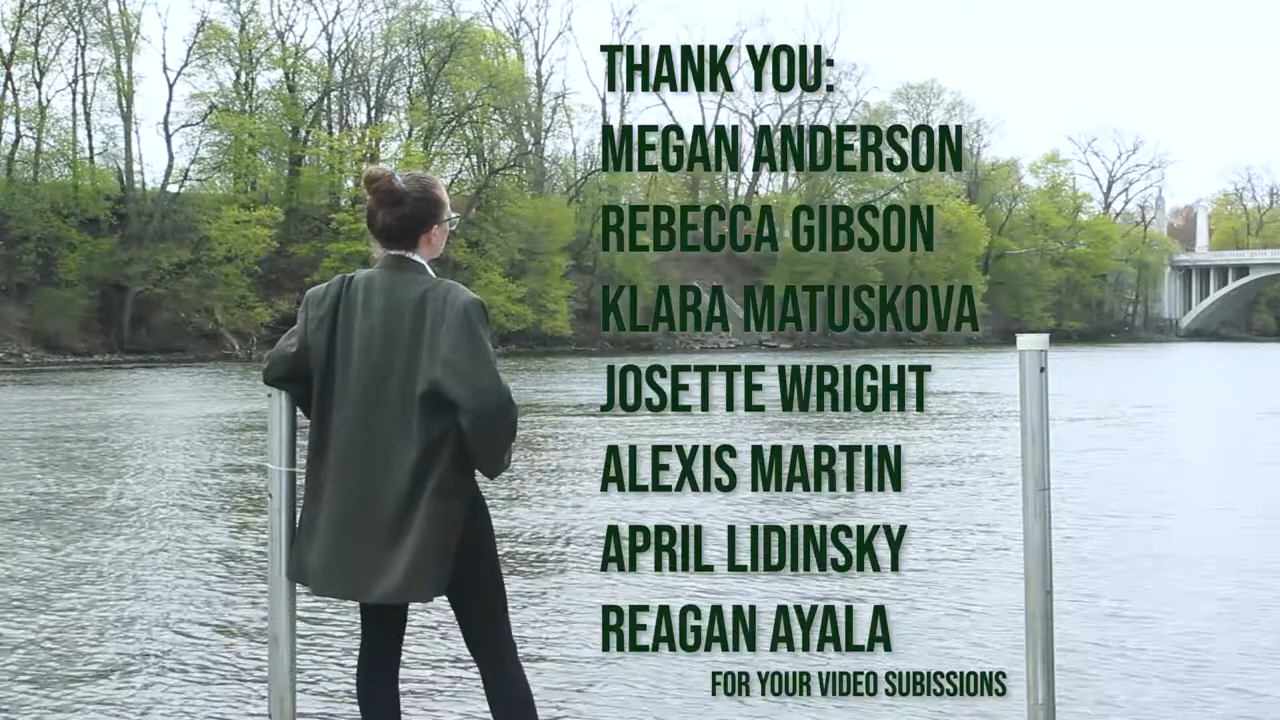 THANK YOU:
MEGAN ANDERSON
REBECCA GIBSON
KLARA MATUSKOVA
JOSETTE WRIGHT
ALEXIS MARTIN
APRIL LIDINSKY
REAGAN AYALA
FOR YOUR VIDEO SUBISSIONS